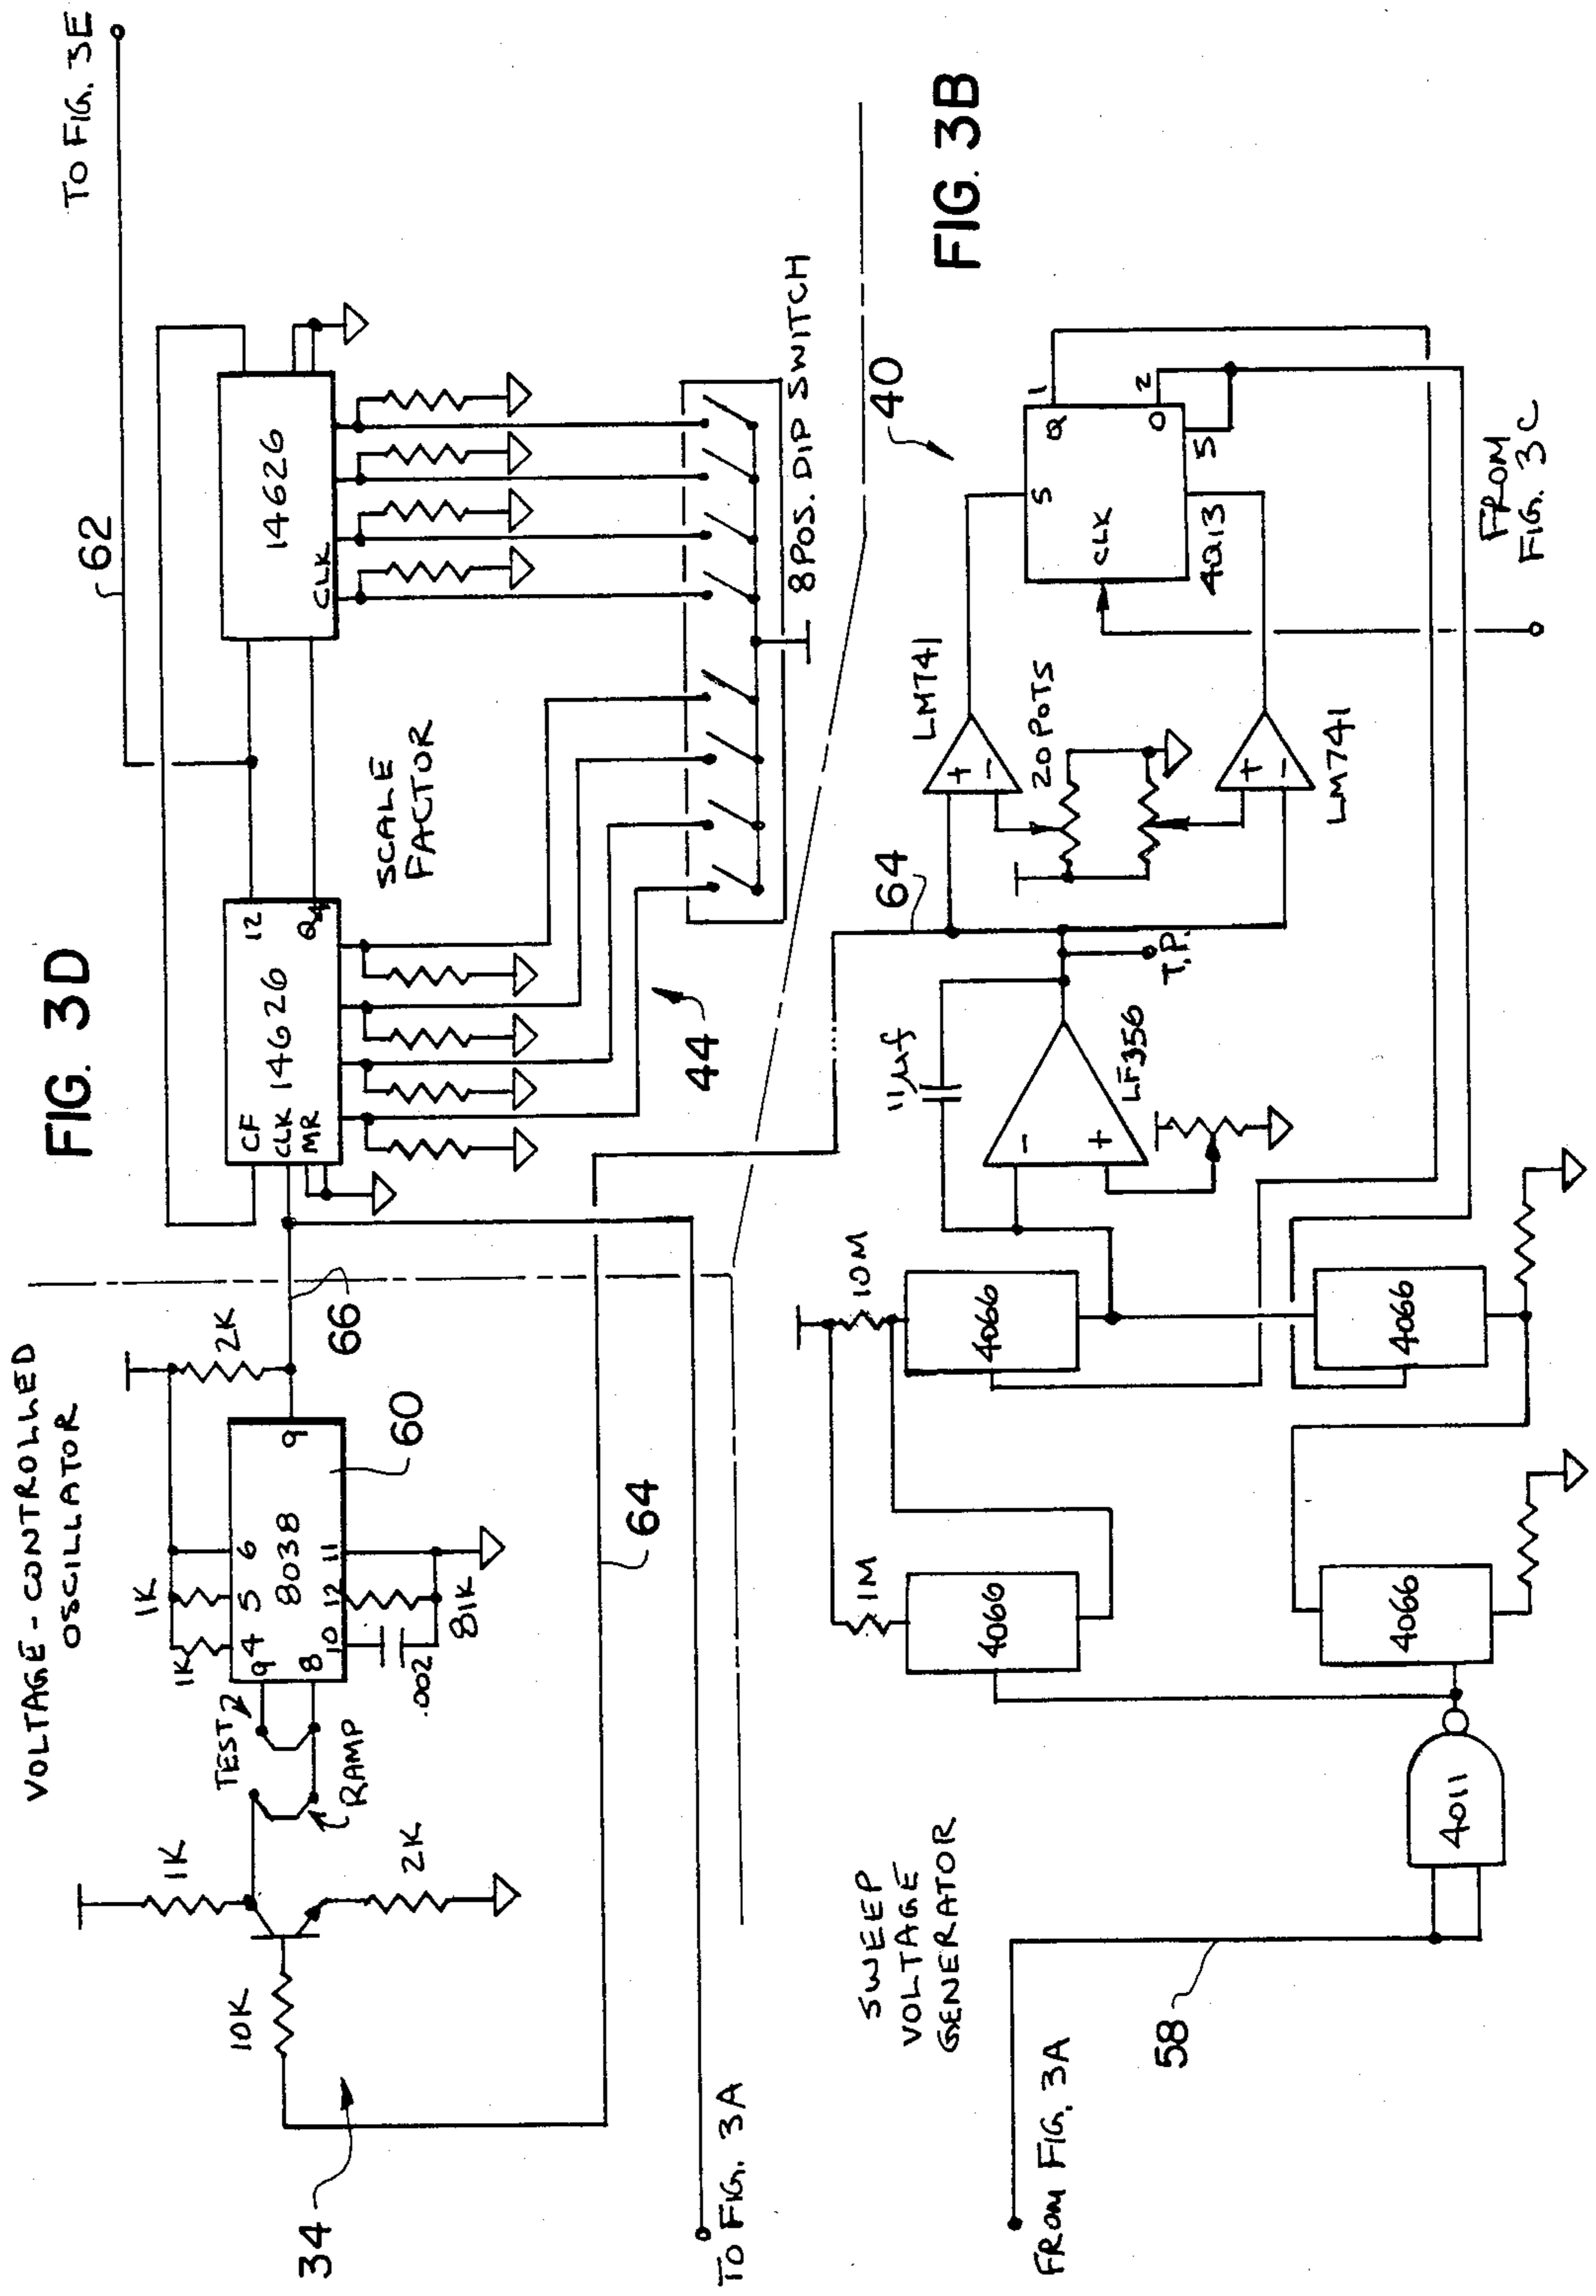 FIG. 3D
TO FIG. 3E
62
VOLTAGE-CONTROLLED
OSCILLATOR
1K
1K
2K
TEST
9
4
5
6
8038
9
8
10
12
11
RAMP
.002
81K
60
66
1K
2K
10K
34
64
TO FIG. 3A
CF
CLK
MR
14626
12
Q4
14626
CLK
SCALE
FACTOR
44
8 POS. DIP SWITCH
FIG. 3B
40
SWEEP
VOLTAGE
GENERATOR
FROM FIG. 3A
58
4011
1M
10M
4066
4066
4066
4066
11µf
LF356
-
+
T.P.
64
LM741
+
-
20 POTS
+
-
LM741
S
CLK
Q
1
O
2
5
4013
FROM
FIG. 3C